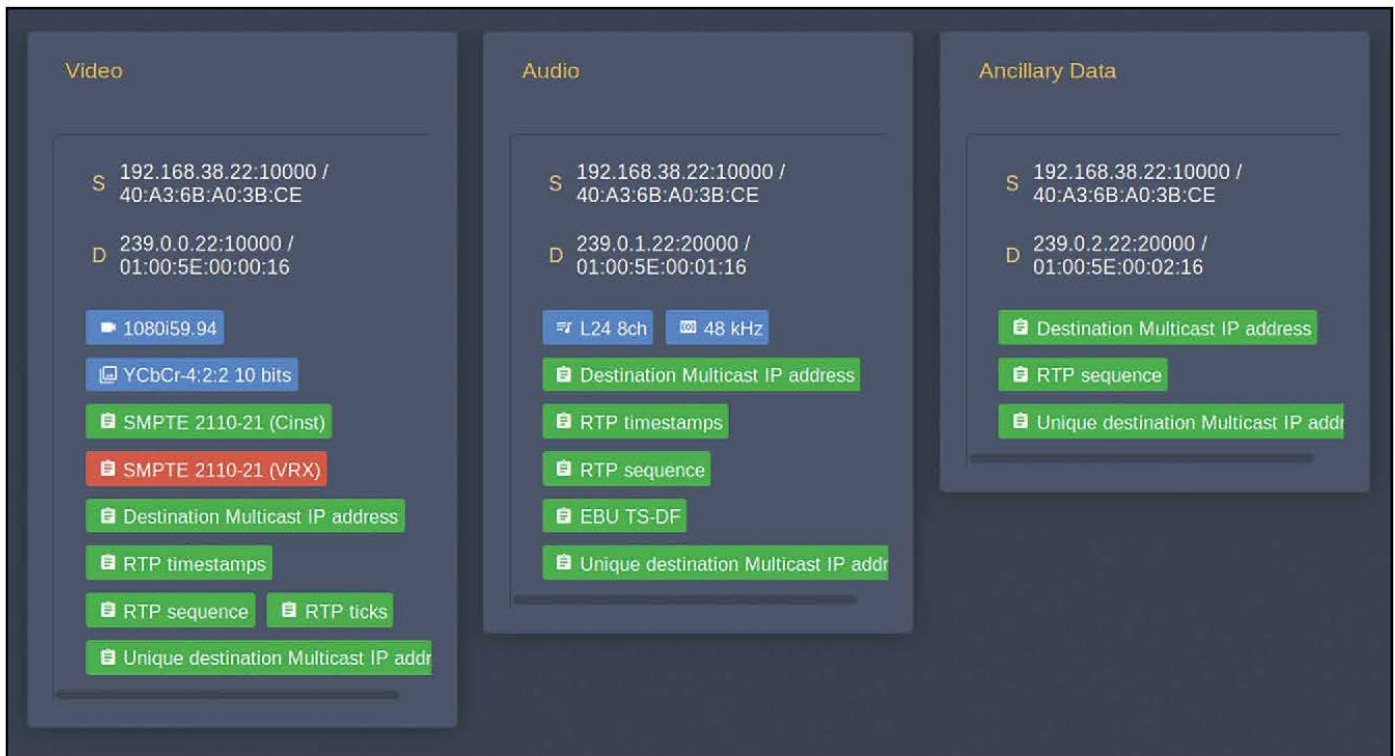 Video
S
192.168.38.22:10000 /
40:A3:6B:A0:3B:CE
D
239.0.0.22:10000 /
01:00:5E:00:00:16
1080i59.94
YCbCr-4:2:2 10 bits
SMPTE 2110-21 (Cinst)
SMPTE 2110-21 (VRX)
Destination Multicast IP address
RTP timestamps
RTP sequence RTP ticks
Unique destination Multicast IP addr
Audio
S
192.168.38.22:10000 /
40:A3:6B:A0:3B:CE
D
239.0.1.22:20000 /
01:00:5E:00:01:16
L24 8ch 48 kHz
Destination Multicast IP address
RTP timestamps
RTP sequence
EBU TS-DF
Unique destination Multicast IP addr
Ancillary Data
S
192.168.38.22:10000 /
40:A3:6B:A0:3B:CE
D
239.0.2.22:20000 /
01:00:5E:00:02:16
Destination Multicast IP address
RTP sequence
Unique destination Multicast IP addr